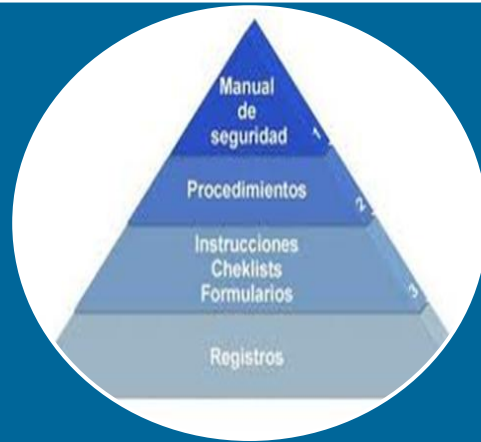 Manual
de
seguridad
1
Procedimientos
2
Instrucciones
Cheklists
Formularios
3
Registros